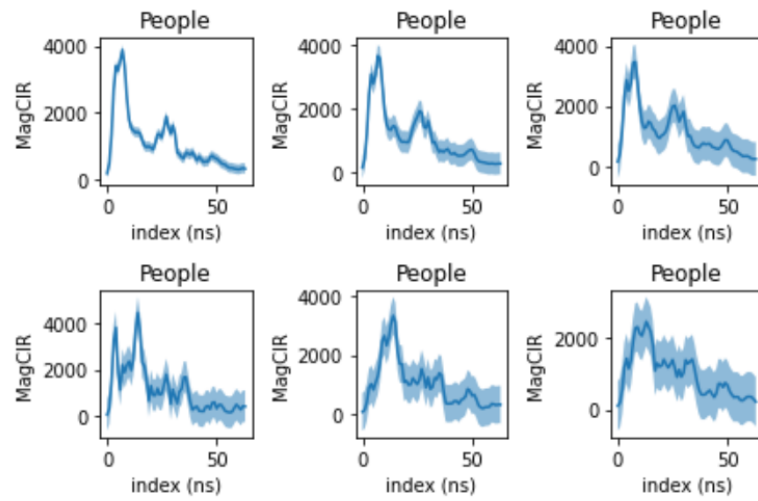 People People People
4000 4000 4000
MagCIR MagCIR MagCIR
2000 2000 2000
0 0 0
0 50 0 50 0 50
index (ns) index (ns) index (ns)
People People People
4000 4000
MagCIR MagCIR MagCIR
2000 2000 2000
0 0 0
0 50 0 50 0 50
index (ns) index (ns) index (ns)